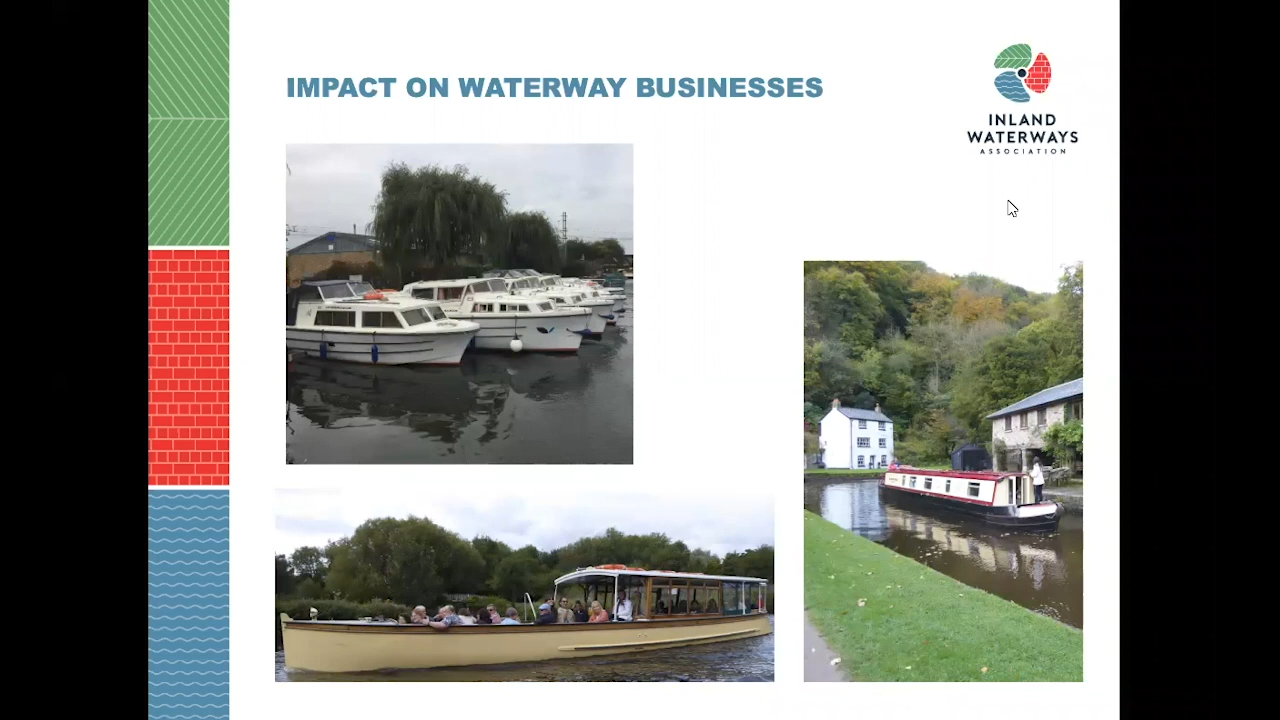 IMPACT ON WATERWAY BUSINESSES
INLAND
WATERWAYS
ASSOCIATION